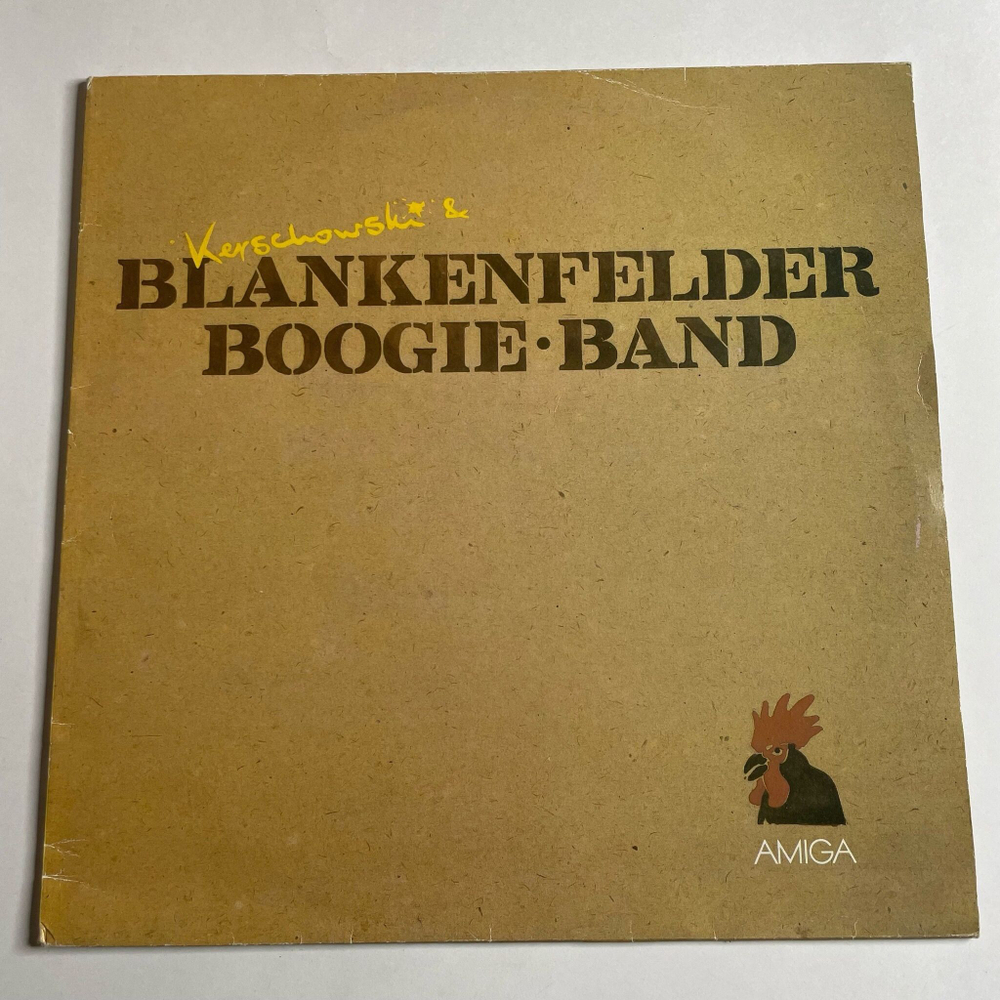 Kerschowski &
BLANKENFELDER
BOOGIE·BAND
AMIGA